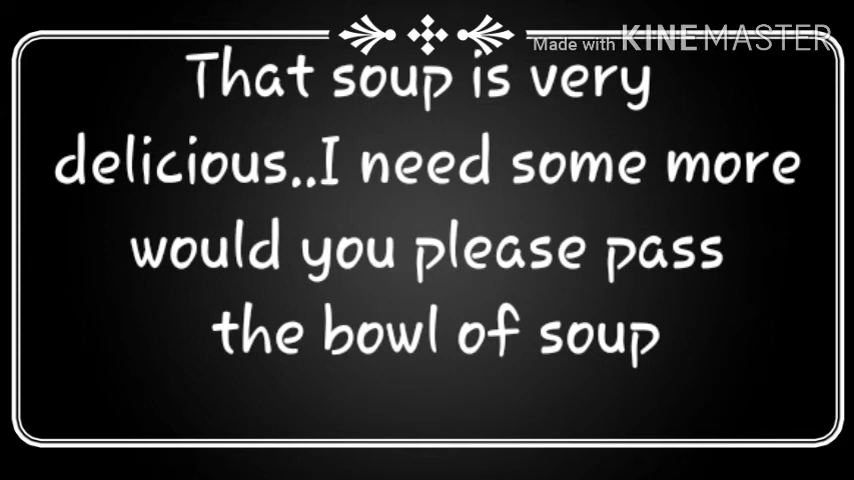 Made with KINEMASTER
That soup is very
delicious..I need some more
would you please pass
the bowl of soup